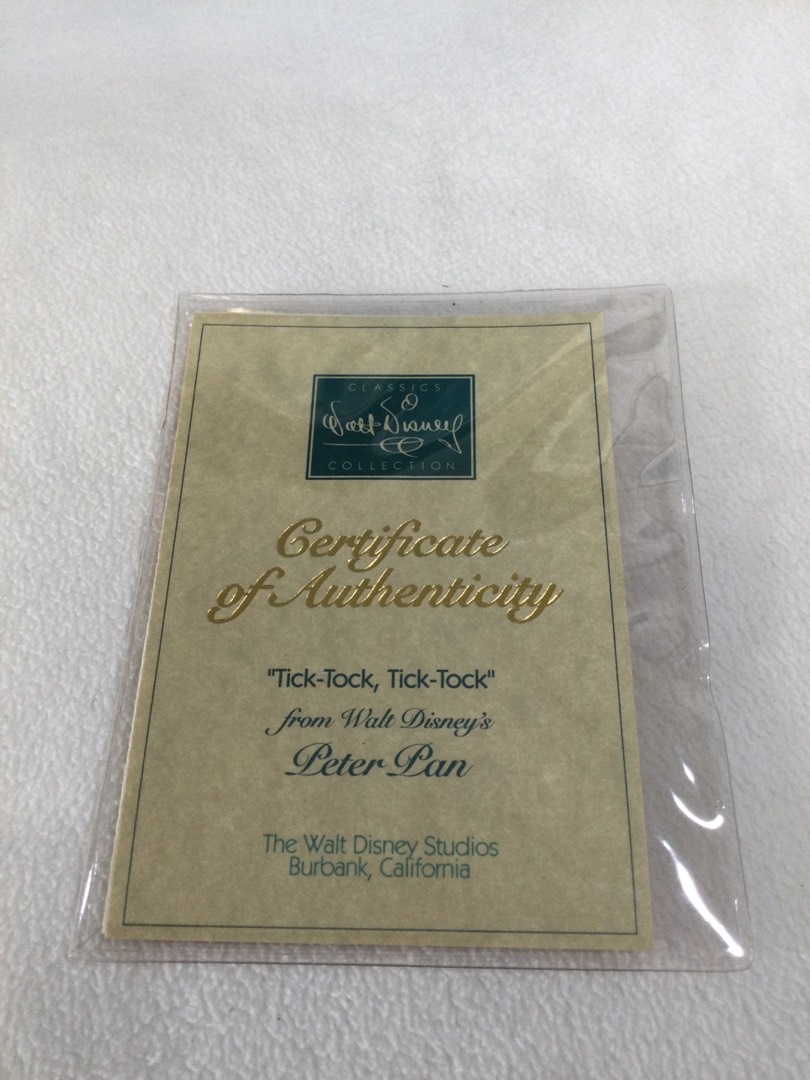 CLASSICS
Walt Disney
COLLECTION
Certificate
of Authenticity
"Tick-Tock, Tick-Tock"
from Walt Disney's
Peter Pan
The Walt Disney Studios
Burbank, California